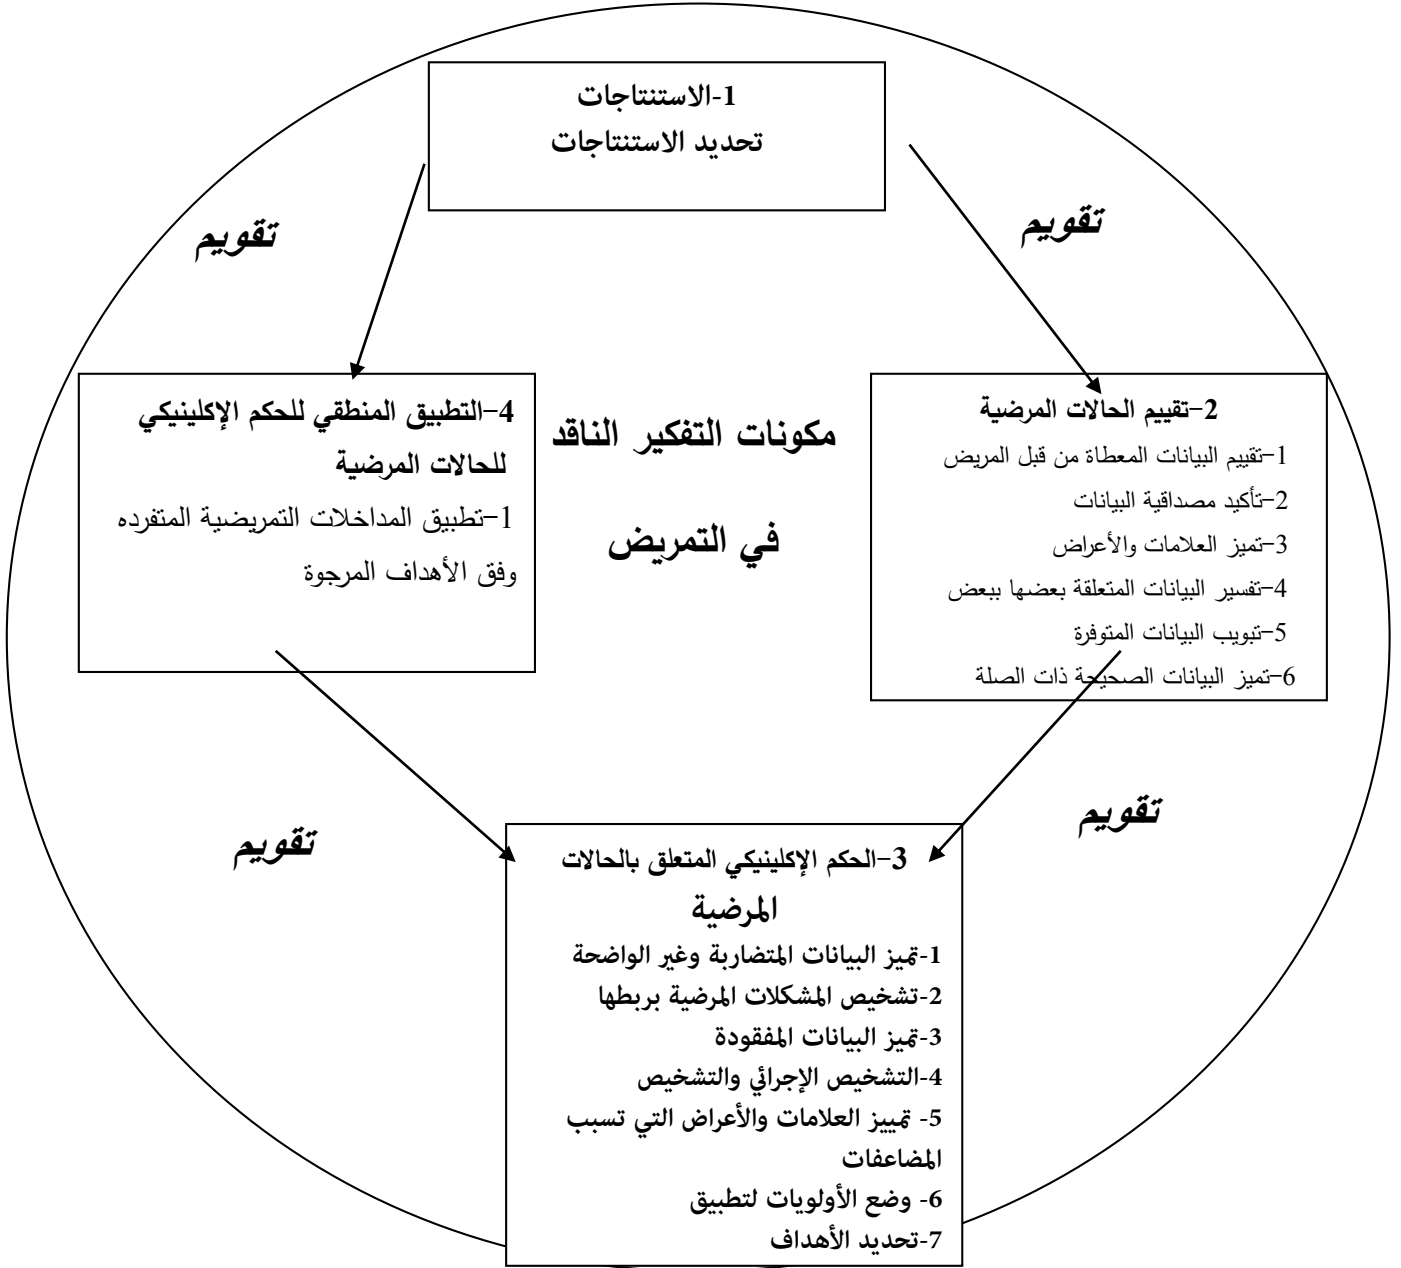 1-الاستنتاجات
تحديد الاستنتاجات
تقويم
تقويم
2-تقييم الحالات المرضية
1-تقييم البيانات المعطاة من قبل المريض
2-تأكيد مصداقية البيانات
3-تميز العلامات والأعراض
4-تفسير البيانات المتعلقة بعضها ببعض
5-تبويب البيانات المتوفرة
6-تميز البيانات الصحيحة ذات الصلة
مكونات التفكير الناقد
في التمريض
4-التطبيق المنطقي للحكم الإكلينيكي
للحالات المرضية
1-تطبيق المداخلات التمريضية المتفرده
وفق الأهداف المرجوة
تقويم
تقويم
3-الحكم الإكلينيكي المتعلق بالحالات
المرضية
1-تميز البيانات المتضاربة وغير الواضحة
2-تشخيص المشكلات المرضية بربطها
3-تميز البيانات المفقودة
4-التشخيص الإجرائي والتشخيص
5- تمييز العلامات والأعراض التي تسبب
المضاعفات
6- وضع الأولويات لتطبيق
7-تحديد الأهداف